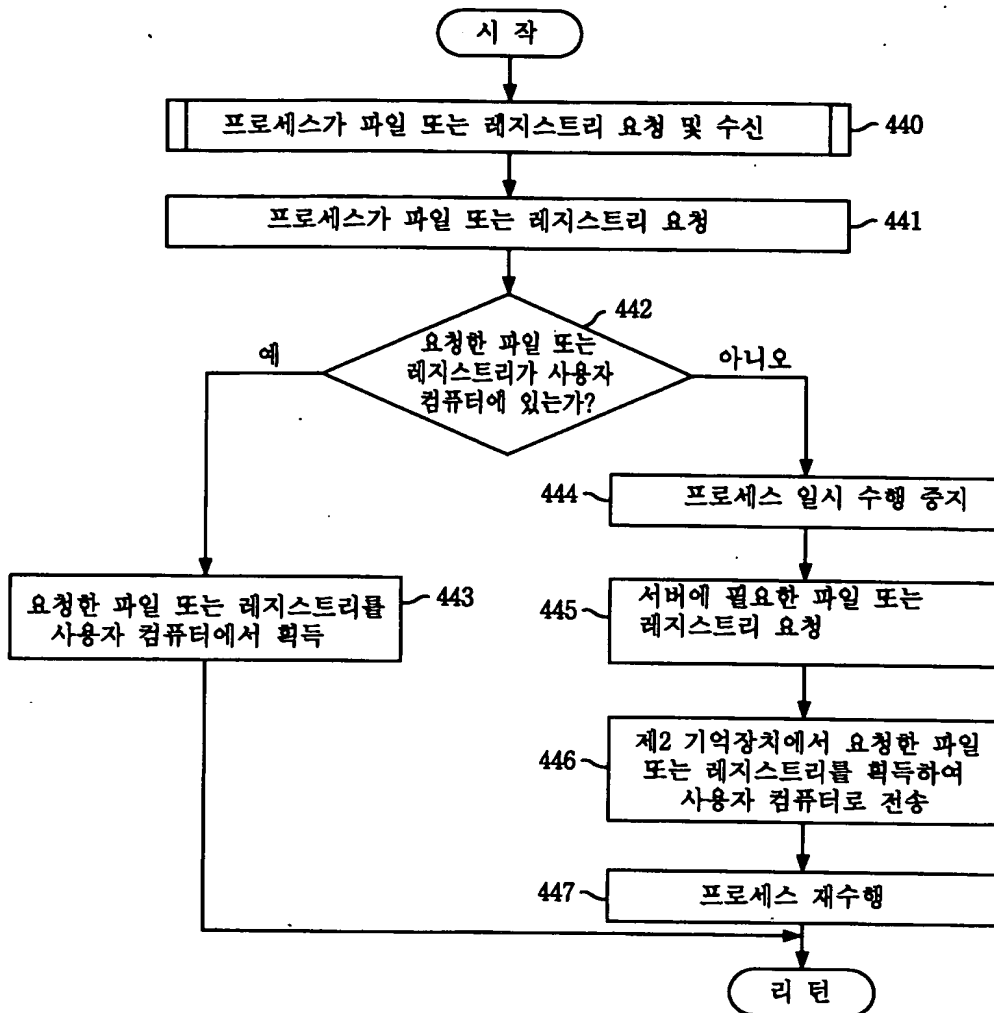 시 작
프로세스가 파일 또는 레지스트리 요청 및 수신
440
프로세스가 파일 또는 레지스트리 요청
441
442
요청한 파일 또는
레지스트리가 사용자
컴퓨터에 있는가?
예
아니오
444
프로세스 일시 수행 중지
요청한 파일 또는 레지스트리를
사용자 컴퓨터에서 획득
443
445
서버에 필요한 파일 또는
레지스트리 요청
446
제2 기억장치에서 요청한 파일
또는 레지스트리를 획득하여
사용자 컴퓨터로 전송
447
프로세스 재수행
리 턴